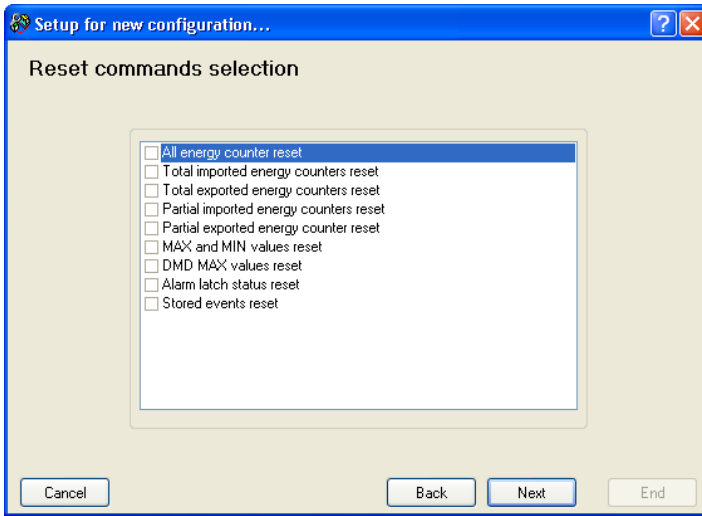 Setup for new configuration...
Reset commands selection
All energy counter reset
Total imported energy counters reset
Total exported energy counters reset
Partial imported energy counters reset
Partial exported energy counter reset
MAX and MIN values reset
DMD MAX values reset
Alarm latch status reset
Stored events reset
Cancel Back Next End